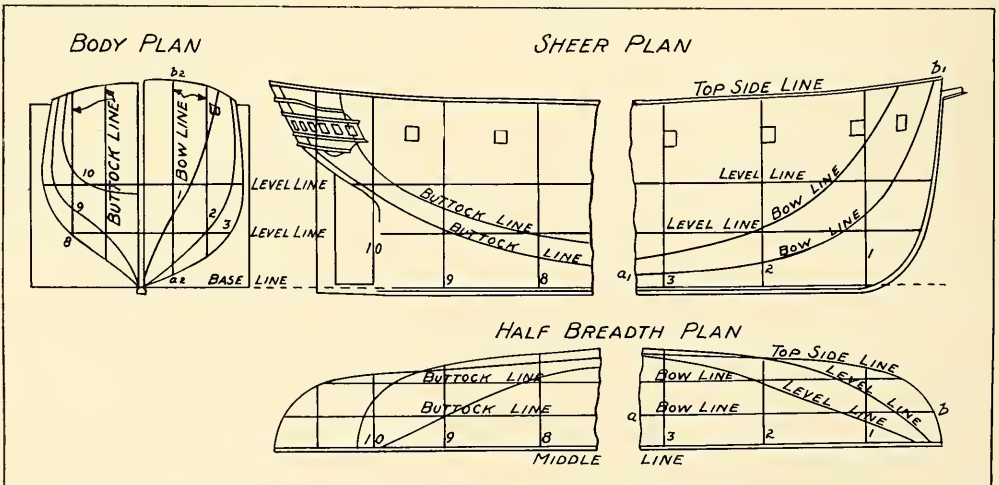 BODY PLAN
SHEER PLAN
b2
BUTTOCK LINE
BOW LINE
10
9
8
2
3
a2
LEVEL LINE
LEVEL LINE
BASE LINE
BUTTOCK LINE
BUTTOCK LINE
10
9
8
b1
TOP SIDE LINE
LEVEL LINE
BOW LINE
LEVEL LINE
BOW LINE
a1
3
2
1
HALF BREADTH PLAN
BUTTOCK LINE
BUTTOCK LINE
10
9
8
TOP SIDE LINE
BOW LINE
LEVEL LINE
LEVEL LINE
a
BOW LINE
b
3
2
1
MIDDLE LINE